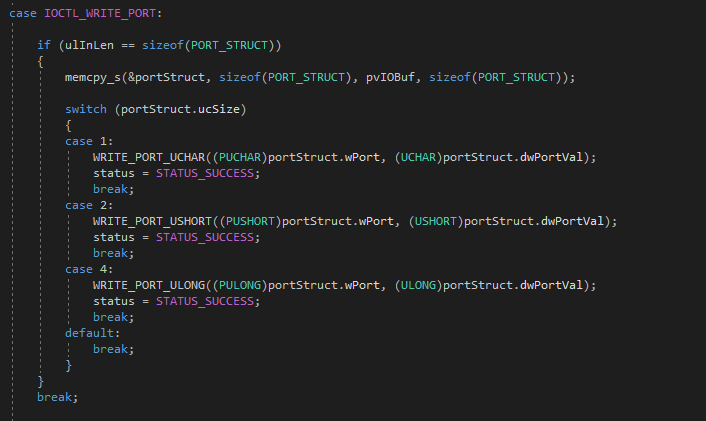 case IOCTL_WRITE_PORT:
if (ulInLen == sizeof(PORT_STRUCT))
{
memcpy_s(&portStruct, sizeof(PORT_STRUCT), pvIOBuf, sizeof(PORT_STRUCT));
switch (portStruct.ucSize)
{
case 1:
WRITE_PORT_UCHAR((PUCHAR)portStruct.wPort, (UCHAR)portStruct.dwPortVal);
status = STATUS_SUCCESS;
break;
case 2:
WRITE_PORT_USHORT((PUSHORT)portStruct.wPort, (USHORT)portStruct.dwPortVal);
status = STATUS_SUCCESS;
break;
case 4:
WRITE_PORT_ULONG((PULONG)portStruct.wPort, (ULONG)portStruct.dwPortVal);
status = STATUS_SUCCESS;
break;
default:
break;
}
}
break;